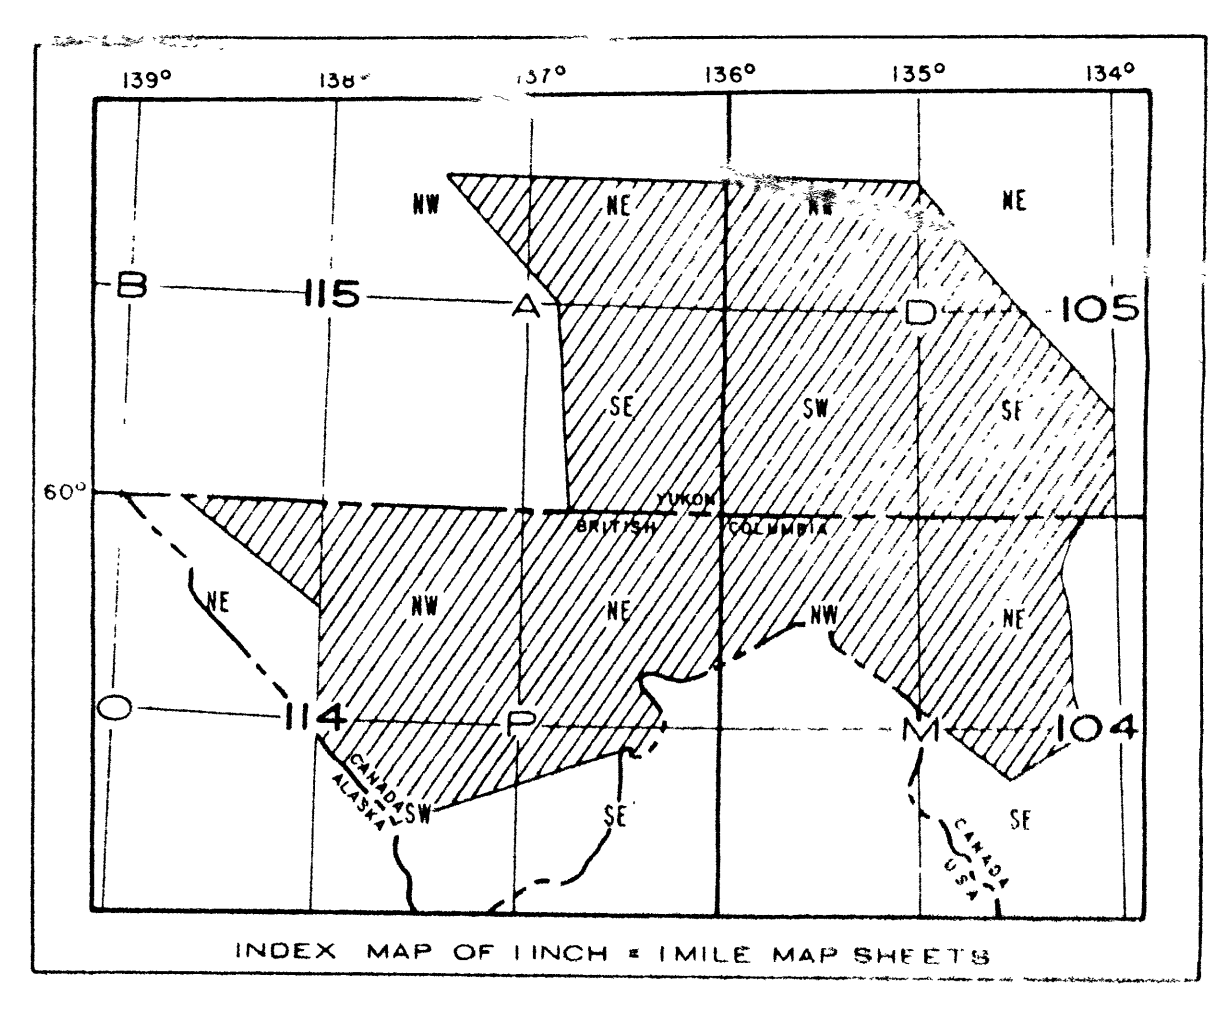 139° 138° 137° 136° 135° 134°
NW NE NW NE
B 115 A D 105
SE SW SE
60°
YUKON
BRITISH COLUMBIA
NE NW NE NW NE
O 114 P M 104
CANADA
ALASKA
SW SE SE
CANADA
USA
INDEX MAP OF 1 INCH = 1 MILE MAP SHEETS